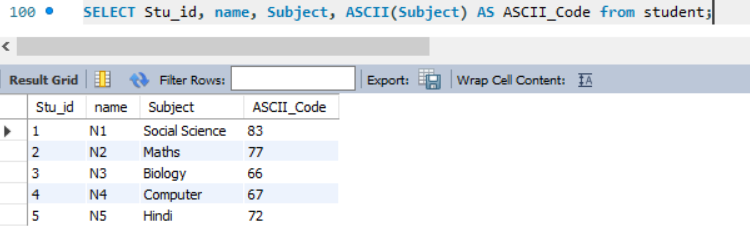 100 SELECT Stu_id, name, Subject, ASCII(Subject) AS ASCII_Code from student;
Result Grid Filter Rows: Export: Wrap Cell Content: IA
Stu_id name Subject ASCII_Code
1 N1 Social Science 83
2 N2 Maths 77
3 N3 Biology 66
4 N4 Computer 67
5 N5 Hindi 72